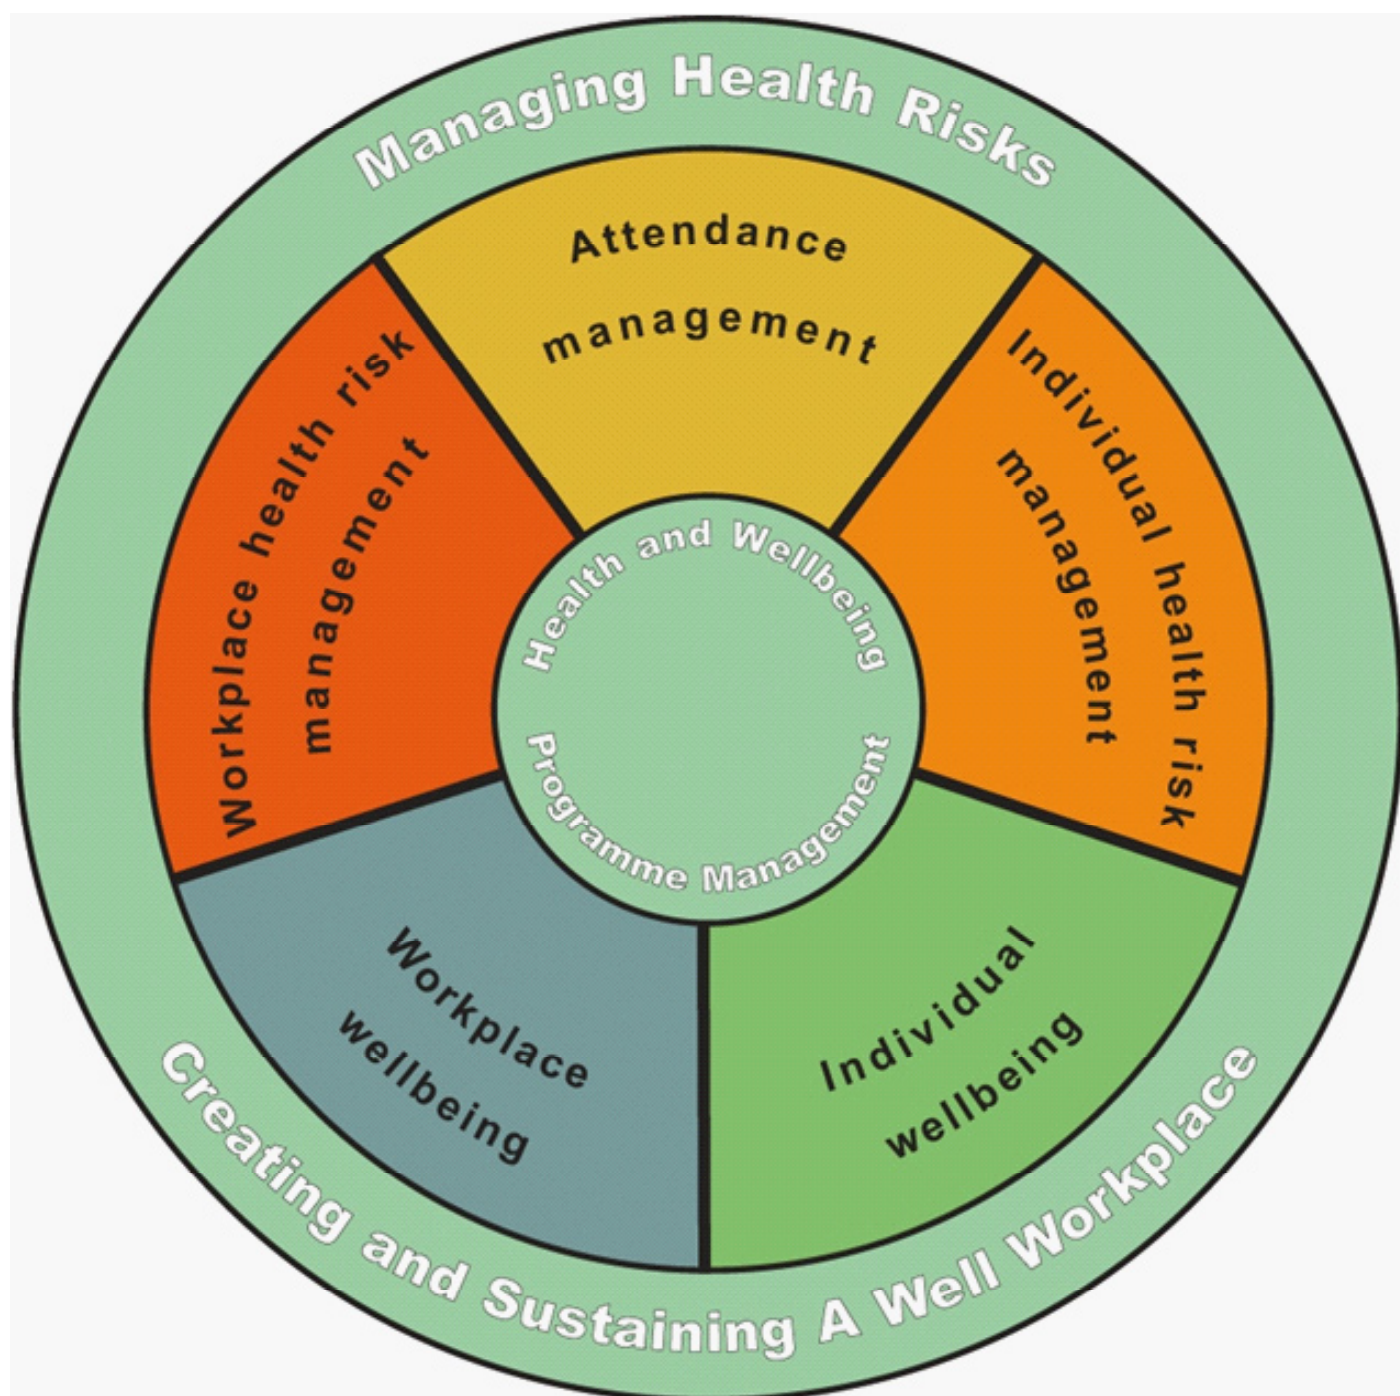 Managing Health Risks
Attendance
management
Individual health risk
management
Individual
wellbeing
Workplace
wellbeing
Workplace health risk
management
Health and Wellbeing
Programme Management
Creating and Sustaining A Well Workplace